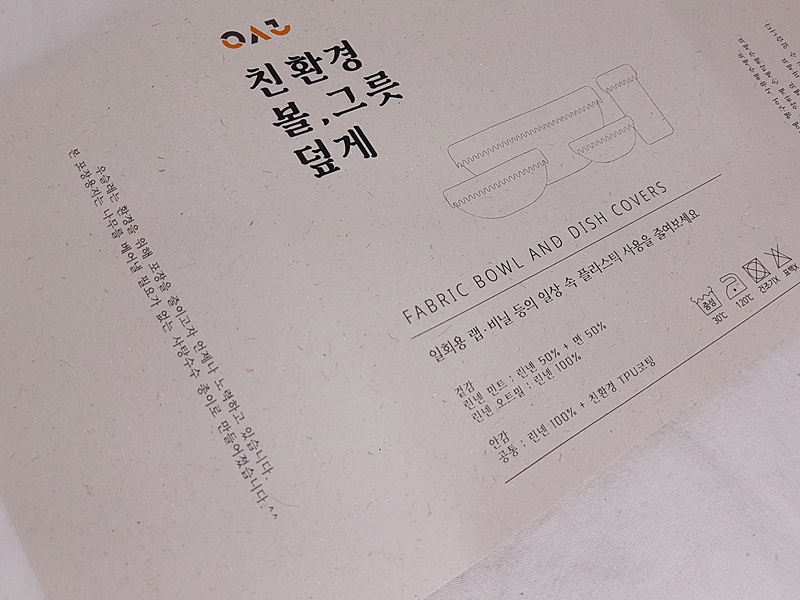 친환경
볼,그릇
덮게
FABRIC BOWL AND DISH COVERS
일회용 랩·비닐 등의 일상 속 플라스틱 사용을 줄여보세요
겉감
린넨 민트 : 린넨 50% + 면 50%
린넨 오트밀 : 린넨 100%
안감
공통 : 린넨 100% + 친환경 TPU코팅
중성
30℃
120℃
건조기X
표백X
우슬레는 환경을 위해 포장을 줄이고자 언제나 노력하고 있습니다.
본 포장용지는 나무를 베어낼 필요가 없는 사탕수수 종이로 만들어졌습니다.^^